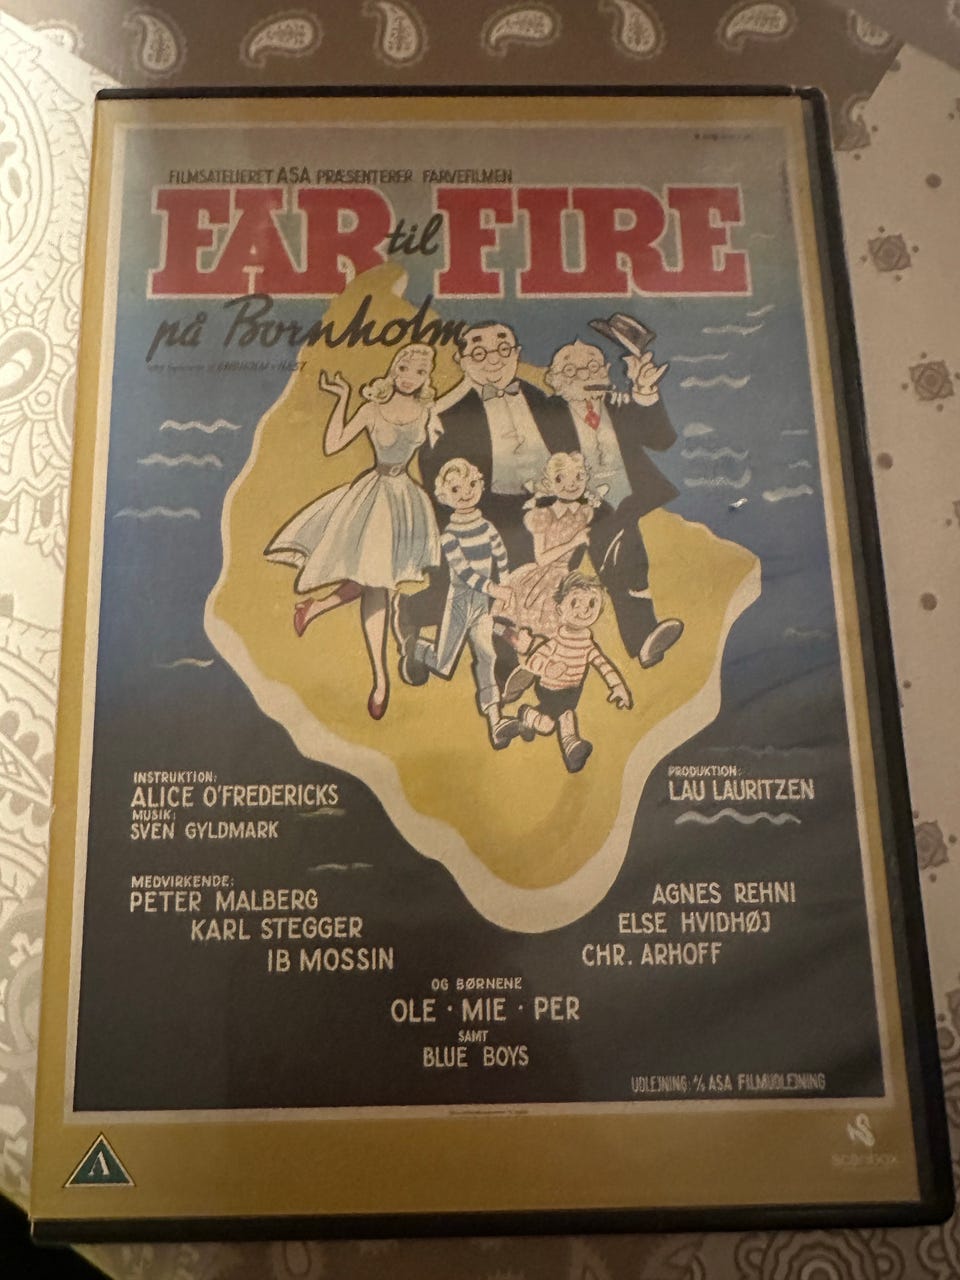 FILMSATELIERET ASA PRÆSENTERER FARVEFILMEN
FAR til FIRE
på Bornholm
INSTRUKTION:
ALICE O'FREDERICKS
MUSIK:
SVEN GYLDMARK
PRODUKTION:
LAU LAURITZEN
MEDVIRKENDE:
PETER MALBERG
KARL STEGGER
IB MOSSIN
AGNES REHNI
ELSE HVIDHØJ
CHR. ARHOFF
OG BØRNENE
OLE · MIE · PER
SAMT
BLUE BOYS
UDLEJNING: A/S ASA FILMUDLEJNING
A
scanbox